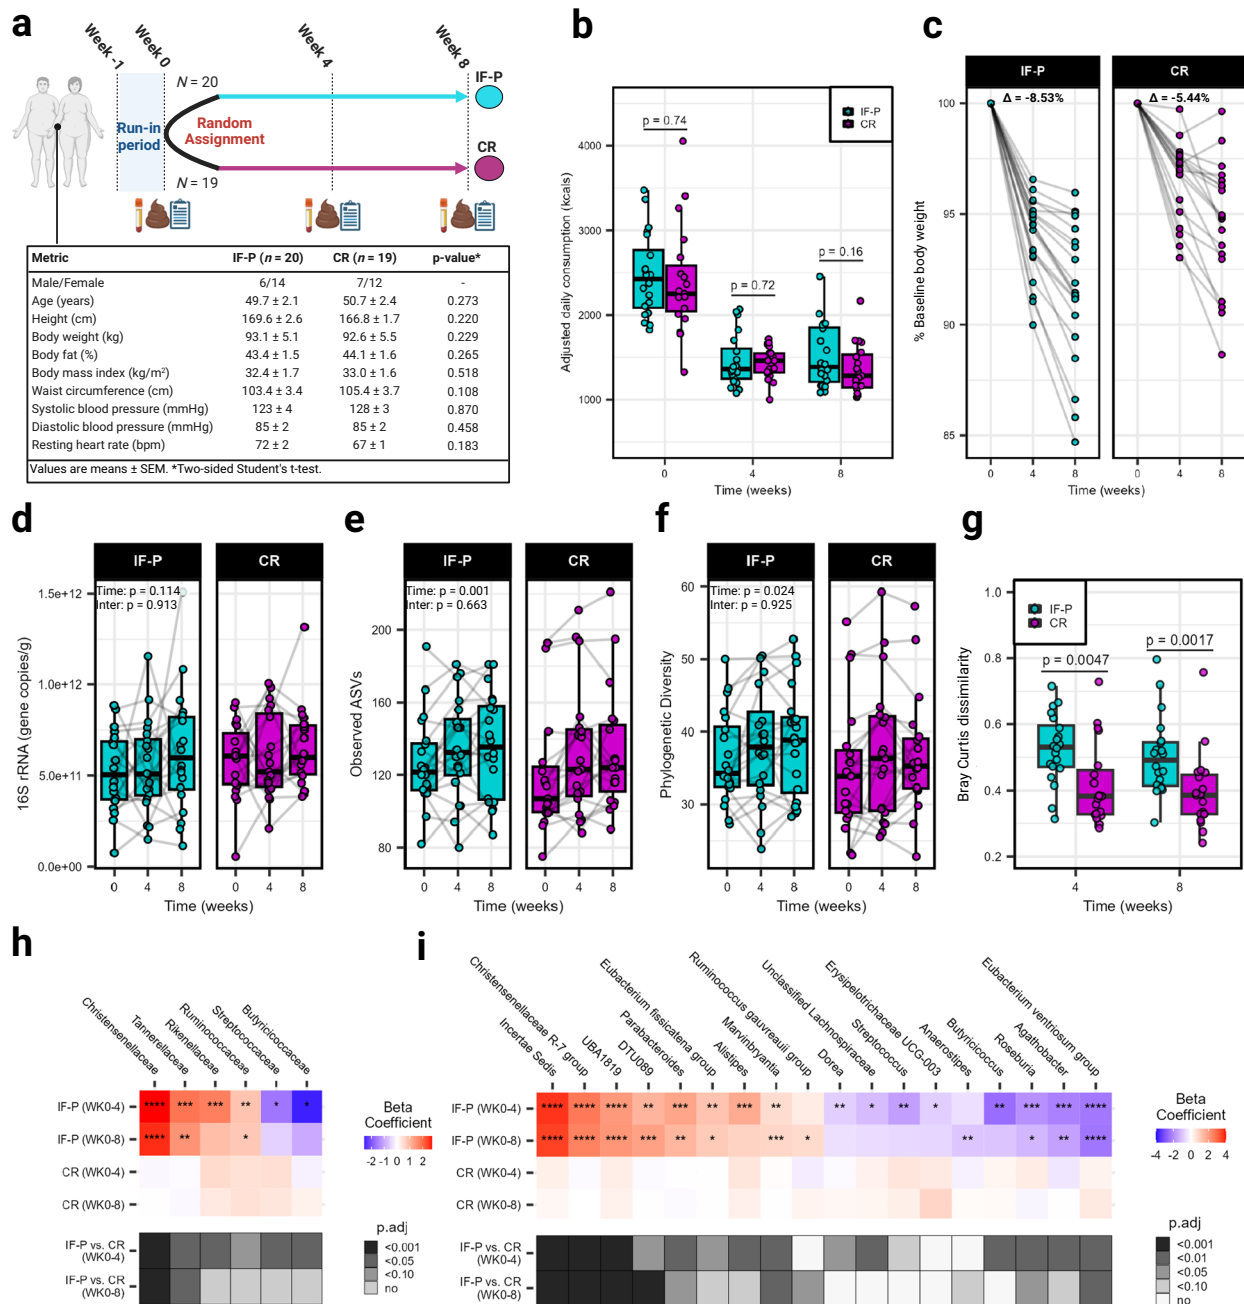 a
Week -1
Week 0
Week 4
Week 8
N = 20
IF-P
Run-in
period
Random
Assignment
CR
N = 19
Metric IF-P (n = 20) CR (n = 19) p-value*
Male/Female 6/14 7/12 -
Age (years) 49.7 ± 2.1 50.7 ± 2.4 0.273
Height (cm) 169.6 ± 2.6 166.8 ± 1.7 0.220
Body weight (kg) 93.1 ± 5.1 92.6 ± 5.5 0.229
Body fat (%) 43.4 ± 1.5 44.1 ± 1.6 0.265
Body mass index (kg/m²) 32.4 ± 1.7 33.0 ± 1.6 0.518
Waist circumference (cm) 103.4 ± 3.4 105.4 ± 3.7 0.108
Systolic blood pressure (mmHg) 123 ± 4 128 ± 3 0.870
Diastolic blood pressure (mmHg) 85 ± 2 85 ± 2 0.458
Resting heart rate (bpm) 72 ± 2 67 ± 1 0.183
Values are means ± SEM. *Two-sided Student's t-test.
b
Adjusted daily consumption (kcals)
4000
3000
2000
1000
p = 0.74
p = 0.72
p = 0.16
IF-P
CR
0 4 8
Time (weeks)
c
IF-P CR
Δ = -8.53% Δ = -5.44%
% Baseline body weight
100
95
90
85
0 4 8 0 4 8
Time (weeks)
d
IF-P CR
Time: p = 0.114
Inter: p = 0.913
16S rRNA (gene copies/g)
1.5e+12
1.0e+12
5.0e+11
0.0e+00
0 4 8 0 4 8
Time (weeks)
e
IF-P CR
Time: p = 0.001
Inter: p = 0.663
Observed ASVs
200
160
120
80
0 4 8 0 4 8
Time (weeks)
f
IF-P CR
Time: p = 0.024
Inter: p = 0.925
Phylogenetic Diversity
60
50
40
30
0 4 8 0 4 8
Time (weeks)
g
IF-P
CR
p = 0.0047
p = 0.0017
Bray Curtis dissimilarity
1.0
0.8
0.6
0.4
0.2
4 8
Time (weeks)
h
Christensenellaceae
Tannerellaceae
Rikenellaceae
Ruminococcaceae
Streptococcaceae
Butyricicoccaceae
IF-P (WK0-4) **** *** *** ** * *
IF-P (WK0-8) **** ** *
CR (WK0-4)
CR (WK0-8)
IF-P vs. CR
(WK0-4)
IF-P vs. CR
(WK0-8)
Beta
Coefficient
-2 -1 0 1 2
p.adj
<0.001
<0.05
<0.10
no
i
Incertae Sedis
Christensenellaceae R-7 group
UBA1819
DTU089
Parabacteroides
Eubacterium fissicatena group
Alistipes
Marvinbryantia
Ruminococcus gauvreauii group
Dorea
Unclassified Lachnospiraceae
Streptococcus
Erysipelotrichaceae UCG-003
Anaerostipes
Butyricicoccus
Roseburia
Agathobacter
Eubacterium ventriosum group
IF-P (WK0-4) **** **** **** ** *** ** *** ** ** * ** * ** *** *** ****
IF-P (WK0-8) **** **** **** *** ** * *** * ** * ** ****
CR (WK0-4)
CR (WK0-8)
IF-P vs. CR
(WK0-4)
IF-P vs. CR
(WK0-8)
Beta
Coefficient
-4 -2 0 2 4
p.adj
<0.001
<0.01
<0.05
<0.10
no